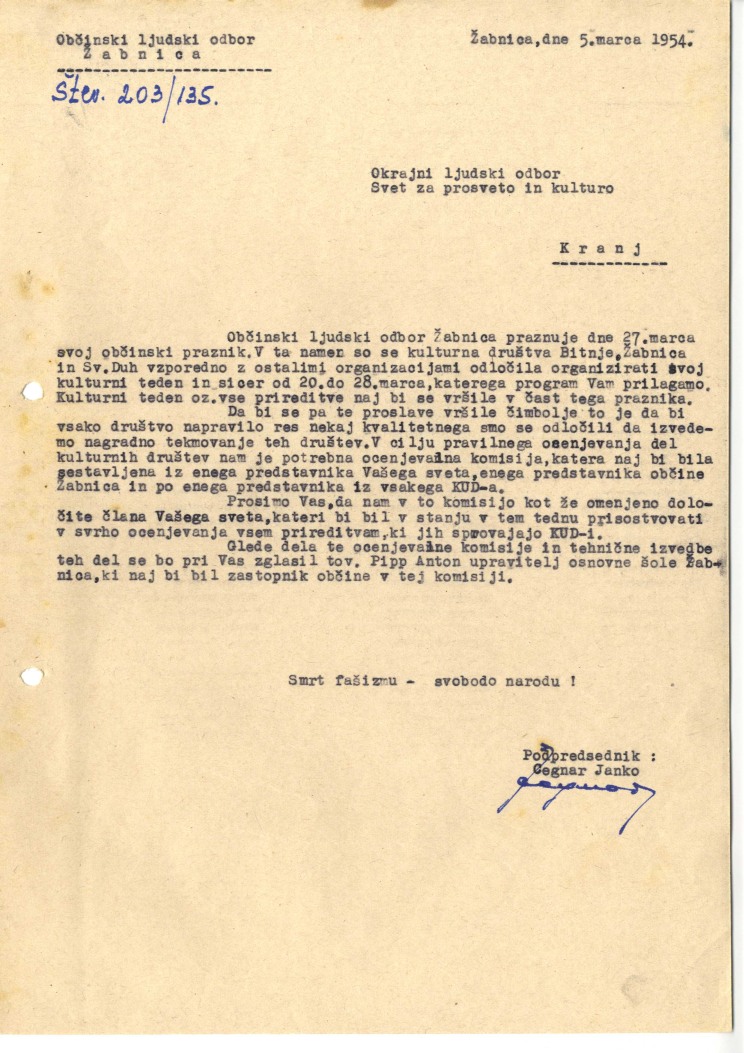 Občinski ljudski odbor
Žabnica
Štev. 203/135.
Žabnica,dne 5.marca 1954.
Okrajni ljudski odbor
Svet za prosveto in kulturo
Kranj
Občinski ljudski odbor Žabnica praznuje dne 27.marca
svoj občinski praznik.V ta namen so se kulturna društva Bitnje,Žabnica
in Sv.Duh vzporedno z ostalimi organizacijami odločila organizirati svoj
kulturni teden in sicer od 20.do 28.marca,katerega program Vam prilagamo.
Kulturni teden oz.vse prireditve naj bi se vršile v čast tega praznika.
Da bi se pa te proslave vršile čimbolje to je da bi
vsako društvo napravilo res nekaj kvalitetnega smo se odločili da izvede-
mo nagradno tekmovanje teh društev.V cilju pravilnega ocenjevanja del
kulturnih društev nam je potrebna ocenjevalna komisija,katera naj bi bila
sestavljena iz enega predstavnika Vašega sveta,enega predstavnika občine
Žabnica in po enega predstavnika iz vsakega KUD-a.
Prosimo Vas,da nam v to komisijo kot že omenjeno dolo-
čite člana Vašega sveta,kateri bi bil v stanju v tem tednu prisostvovati
v svrho ocenjevanja vsem prireditvam,ki jih sprovajajo KUD-i.
Glede dela te ocenjevalne komisije in tehnične izvedbe
teh del se bo pri Vas zglasil tov. Pipp Anton upravitelj osnovne šole Žab-
nica,ki naj bi bil zastopnik občine v tej komisiji.
Smrt fašizmu - svobodo narodu !
Podpredsednik :
Cegnar Janko